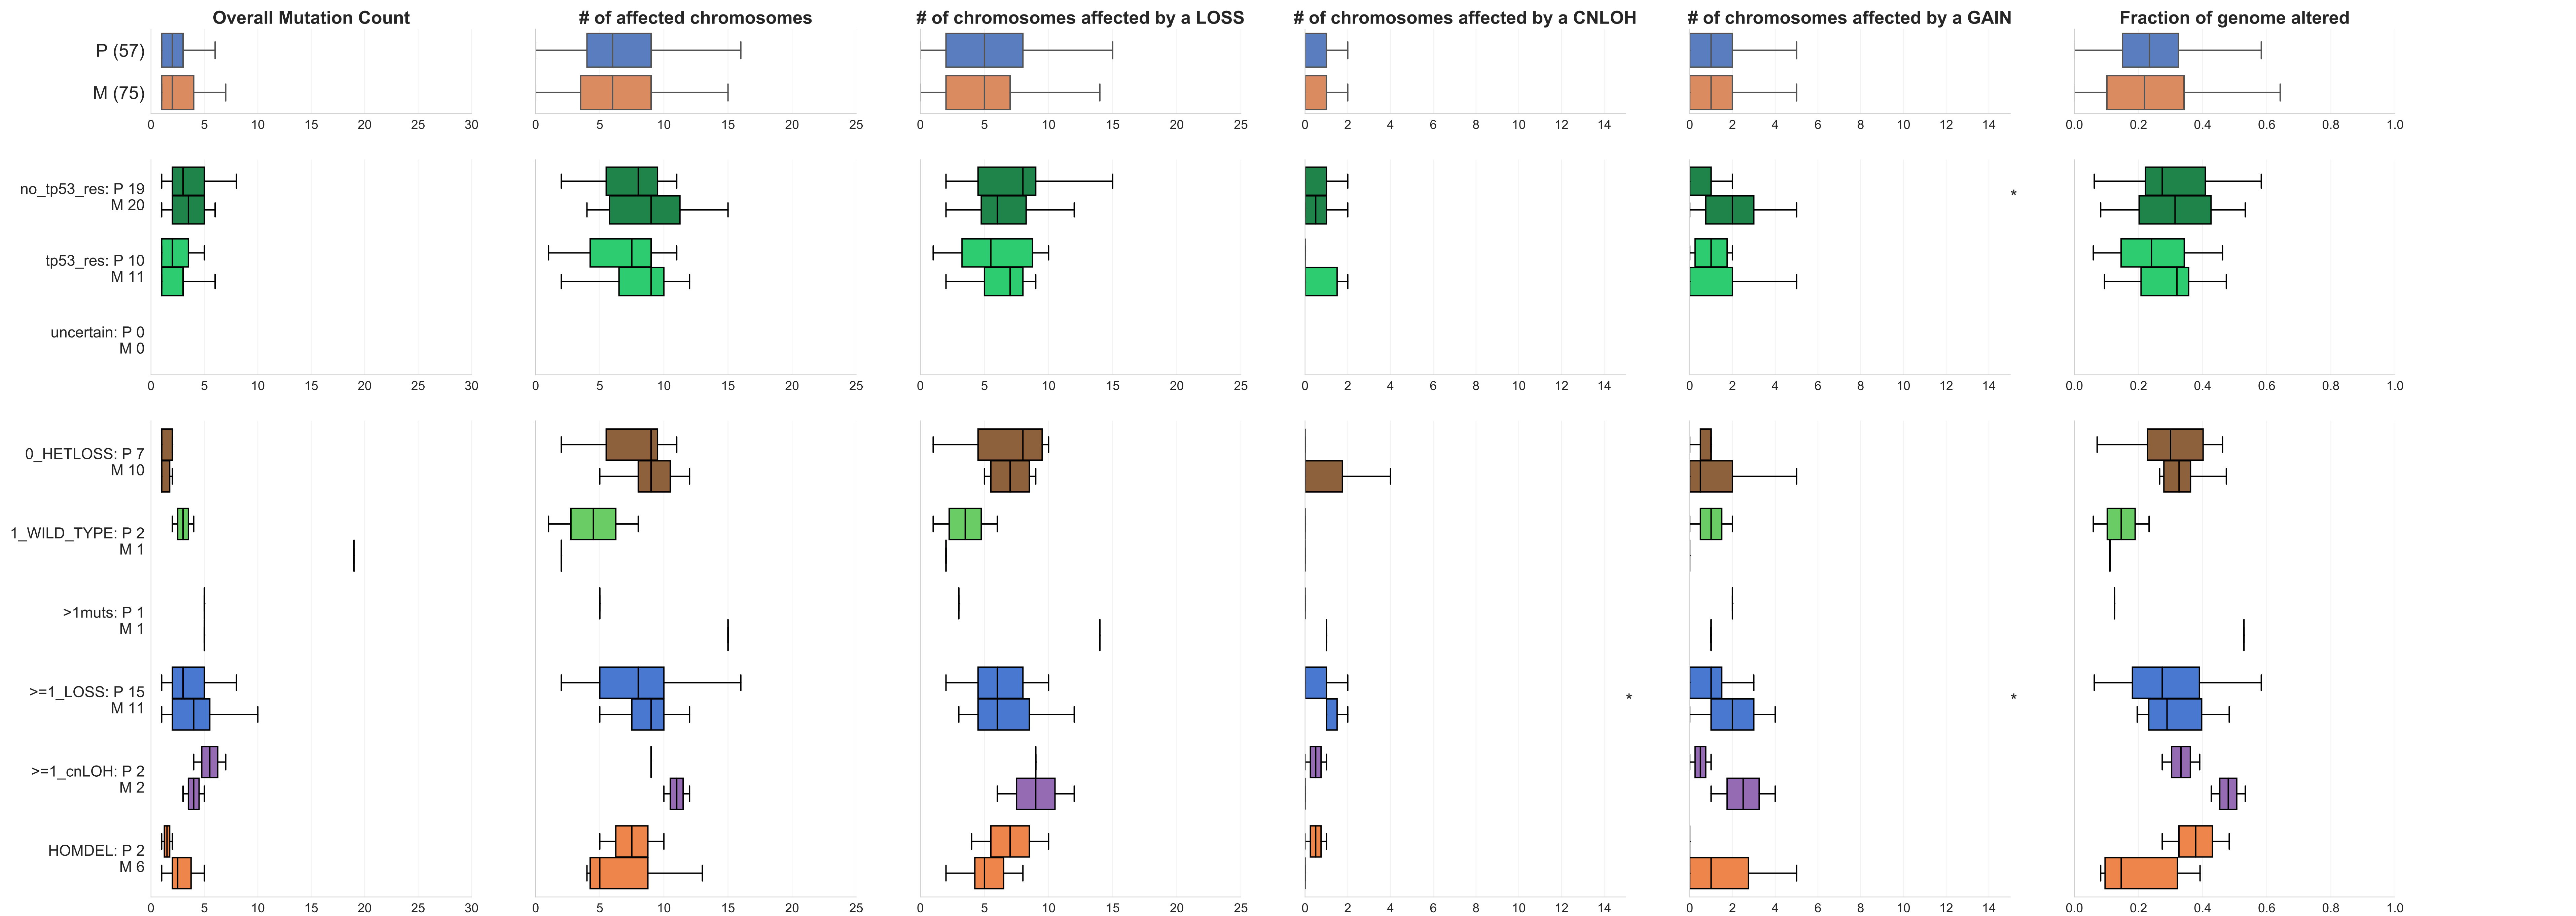 Overall Mutation Count # of affected chromosomes # of chromosomes affected by a LOSS # of chromosomes affected by a CNLOH # of chromosomes affected by a GAIN Fraction of genome altered
P (57)
M (75)
0 5 10 15 20 25 30 0 5 10 15 20 25 0 5 10 15 20 25 0 2 4 6 8 10 12 14 0 2 4 6 8 10 12 14 0.0 0.2 0.4 0.6 0.8 1.0
no_tp53_res: P 19
*
M 20
tp53_res: P 10
M 11
uncertain: P 0
M 0
0 5 10 15 20 25 30 0 5 10 15 20 25 0 5 10 15 20 25 0 2 4 6 8 10 12 14 0 2 4 6 8 10 12 14 0.0 0.2 0.4 0.6 0.8 1.0
0_HETLOSS: P 7
M 10
1_WILD_TYPE: P 2
M 1
>1muts: P 1
M 1
>=1_LOSS: P 15
* *
M 11
>=1_cnLOH: P 2
M 2
HOMDEL: P 2
M 6
0 5 10 15 20 25 30 0 5 10 15 20 25 0 5 10 15 20 25 0 2 4 6 8 10 12 14 0 2 4 6 8 10 12 14 0.0 0.2 0.4 0.6 0.8 1.0